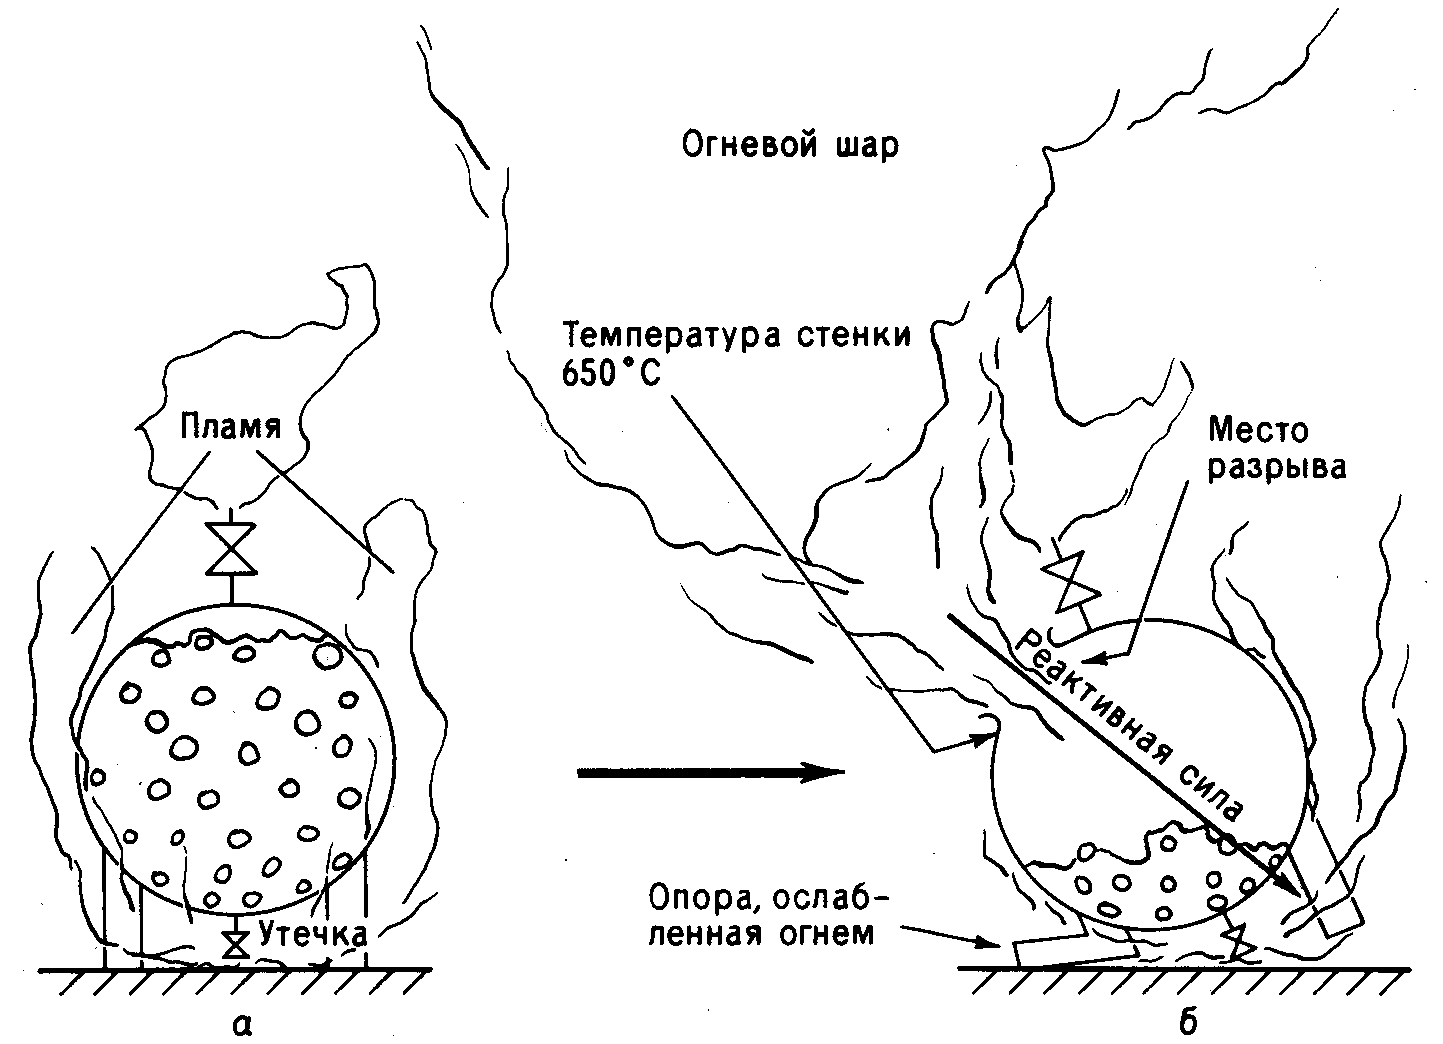 Огневой шар
Температура стенки
650°С
Пламя
Место
разрыва
Реактивная сила
Опора, ослаб-
ленная огнем
Утечка
а
б